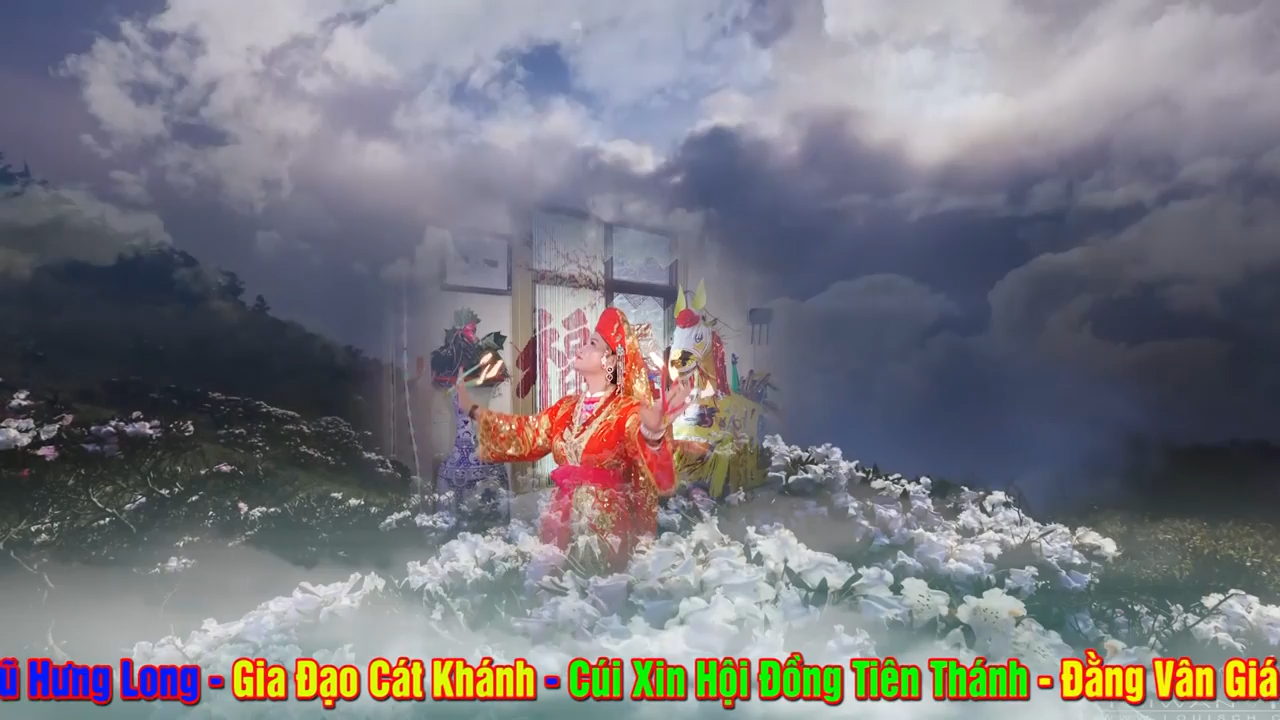 ũ Hưng Long - Gia Đạo Cát Khánh - Cúi Xin Hội Đồng Tiên Thánh - Đằng Vân Giá